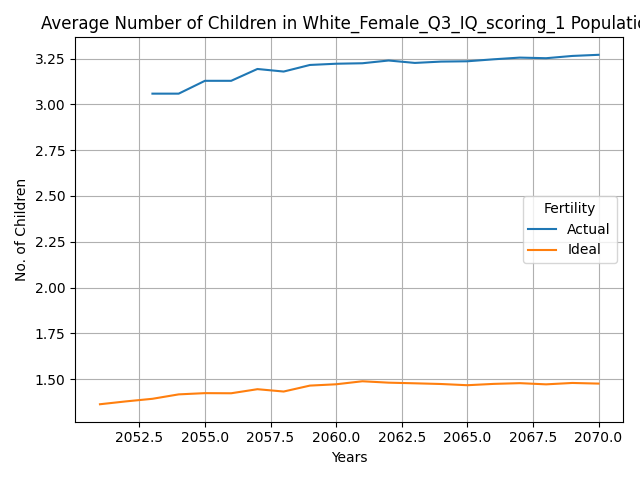 Average Number of Children in White_Female_Q3_IQ_scoring_1 Populatio
3.25
3.00
2.75
2.50
2.25
2.00
1.75
1.50
No. of Children
Fertility
Actual
Ideal
2052.5 2055.0 2057.5 2060.0 2062.5 2065.0 2067.5 2070.0
Years